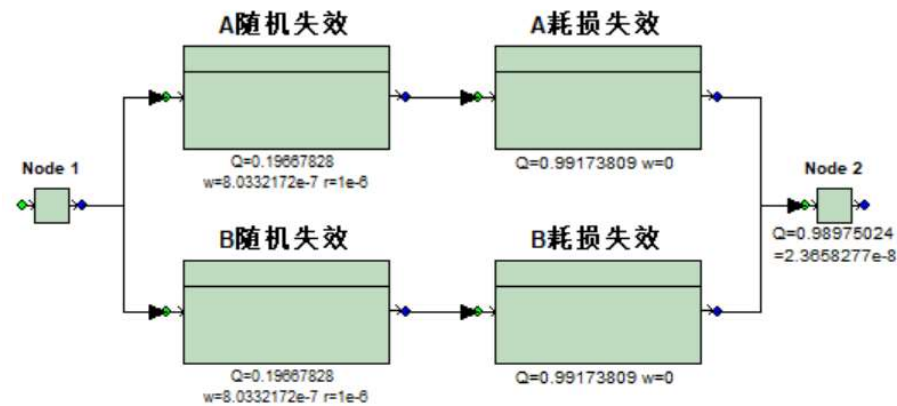 A随机失效
A耗损失效
Q=0.19667828
w=8.0332172e-7 r=1e-6
Q=0.99173809 w=0
Node 1
Node 2
Q=0.98975024
=2.3658277e-8
B随机失效
B耗损失效
Q=0.19667828
w=8.0332172e-7 r=1e-6
Q=0.99173809 w=0